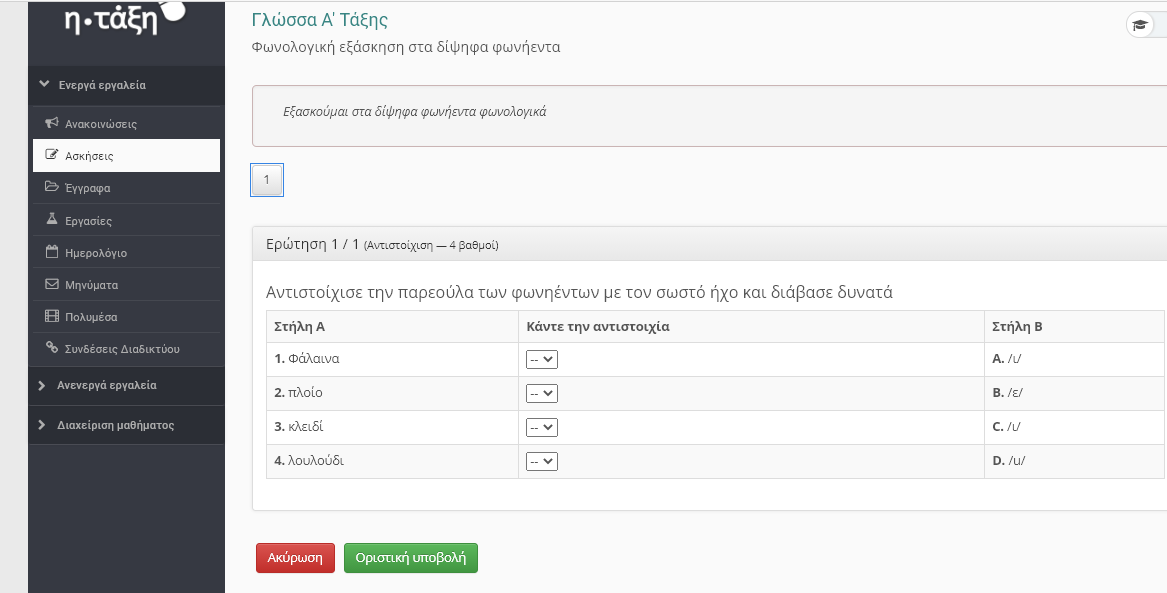 η·τάξη
Ενεργά εργαλεία
Ανακοινώσεις
Ασκήσεις
Έγγραφα
Εργασίες
Ημερολόγιο
Μηνύματα
Πολυμέσα
Συνδέσεις Διαδικτύου
Ανενεργά εργαλεία
Διαχείριση μαθήματος
Γλώσσα Α' Τάξης
Φωνολογική εξάσκηση στα δίψηφα φωνήεντα
Εξασκούμαι στα δίψηφα φωνήεντα φωνολογικά
1
Ερώτηση 1 / 1 (Αντιστοίχιση — 4 βαθμοί)
Αντιστοίχισε την παρεούλα των φωνηέντων με τον σωστό ήχο και διάβασε δυνατά
Στήλη Α Κάντε την αντιστοιχία Στήλη Β
1. Φάλαινα -- A. /ι/
2. πλοίο -- B. /ε/
3. κλειδί -- C. /ι/
4. λουλούδι -- D. /u/
Ακύρωση Οριστική υποβολή